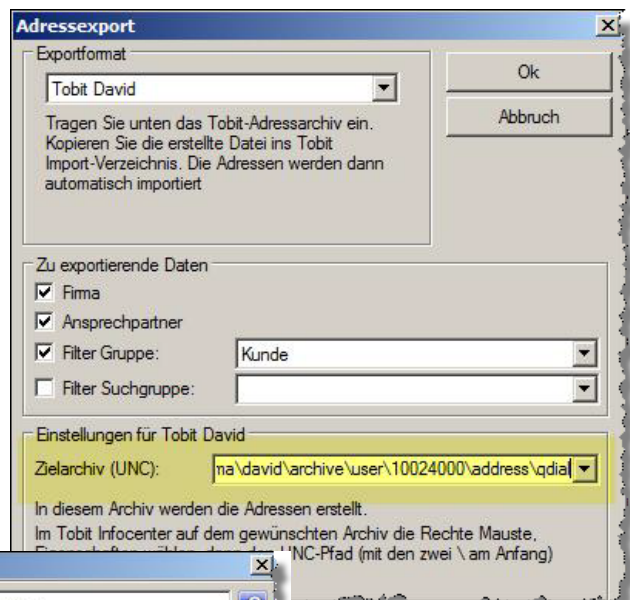 Adressexport
Exportformat
Tobit David
Ok
Abbruch
Tragen Sie unten das Tobit-Adressarchiv ein.
Kopieren Sie die erstellte Datei ins Tobit
Import-Verzeichnis. Die Adressen werden dann
automatisch importiert
Zu exportierende Daten
Firma
Ansprechpartner
Filter Gruppe:
Kunde
Filter Suchgruppe:
Einstellungen für Tobit David
Zielarchiv (UNC):
na\david\archive\user\10024000\address\qdial
In diesem Archiv werden die Adressen erstellt.
Im Tobit Infocenter auf dem gewünschten Archiv die Rechte Mauste,
UNC-Pfad (mit den zwei \ am Anfang)